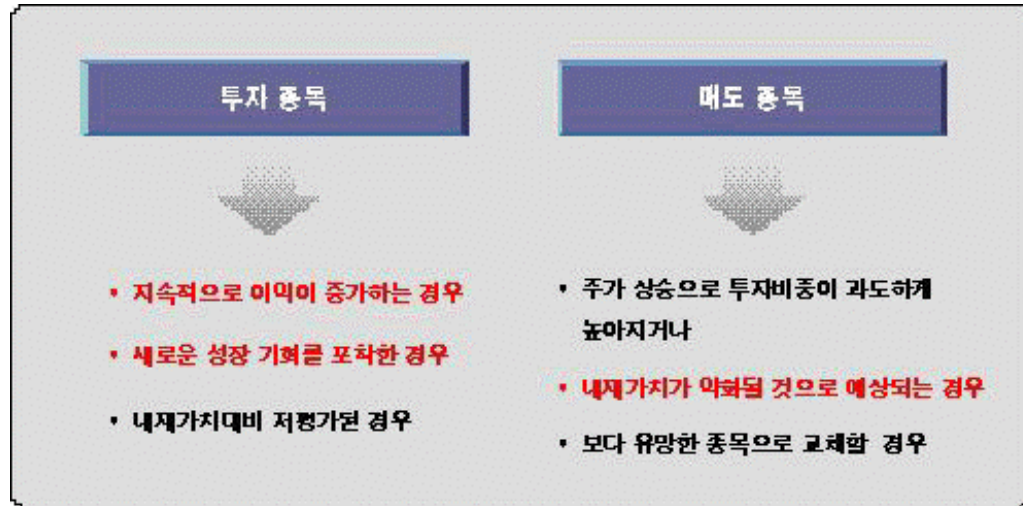 투자 종목
• 지속적으로 이익이 증가하는 경우
• 새로운 성장 기회를 포착한 경우
• 내재가치대비 저평가된 경우
매도 종목
• 주가 상승으로 투자비중이 과도하게
높아지거나
• 내재가치가 악화될 것으로 예상되는 경우
• 보다 유망한 종목으로 교체할 경우